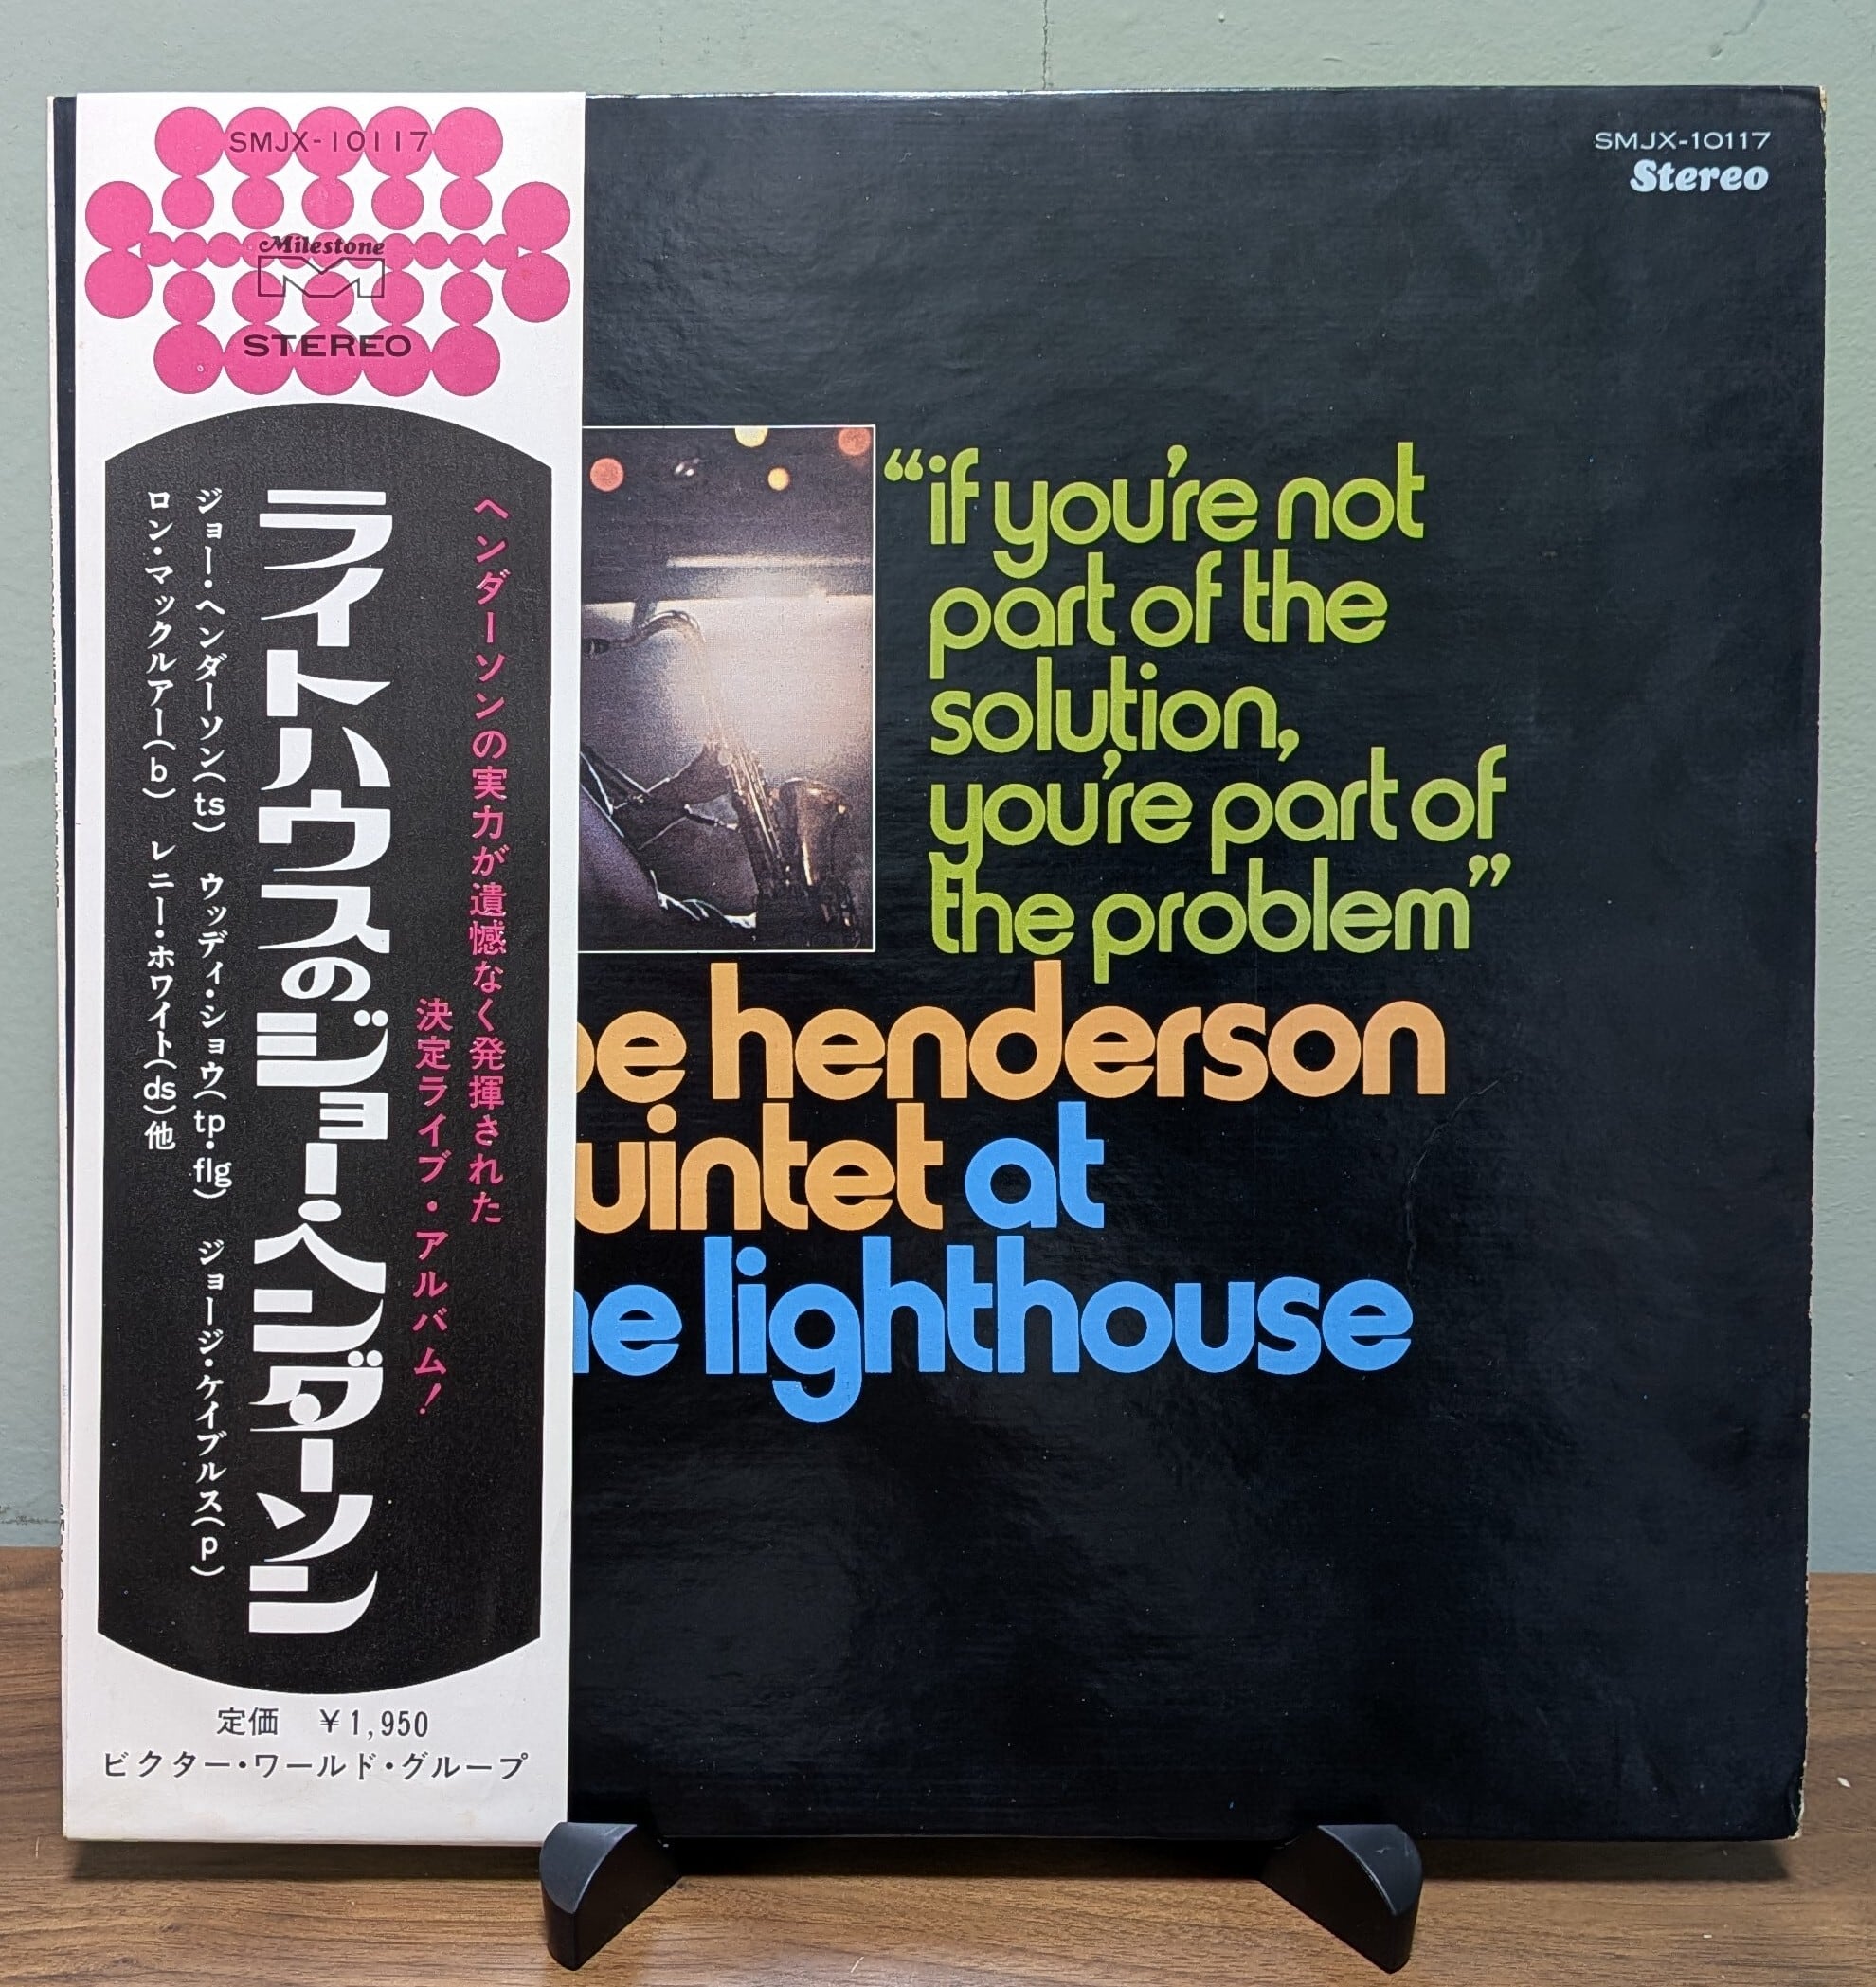 SMJX-10117
Milestone
STEREO
ヘンダーソンの実力が遺憾なく発揮された
決定ライブ・アルバム!
ライトハウスのジョー・ヘンダーソン
ジョー・ヘンダーソン(ts) ウッディ・ショウ(tp・flg) ジョージ・ケイブルス(p)
ロン・マックルアー(b) レニー・ホワイト(ds)他
定価 ¥1,950
ビクター・ワールド・グループ
SMJX-10117
Stereo
“if you're not
part of the
solution,
you're part of
the problem”
oe henderson
uintet at
he lighthouse